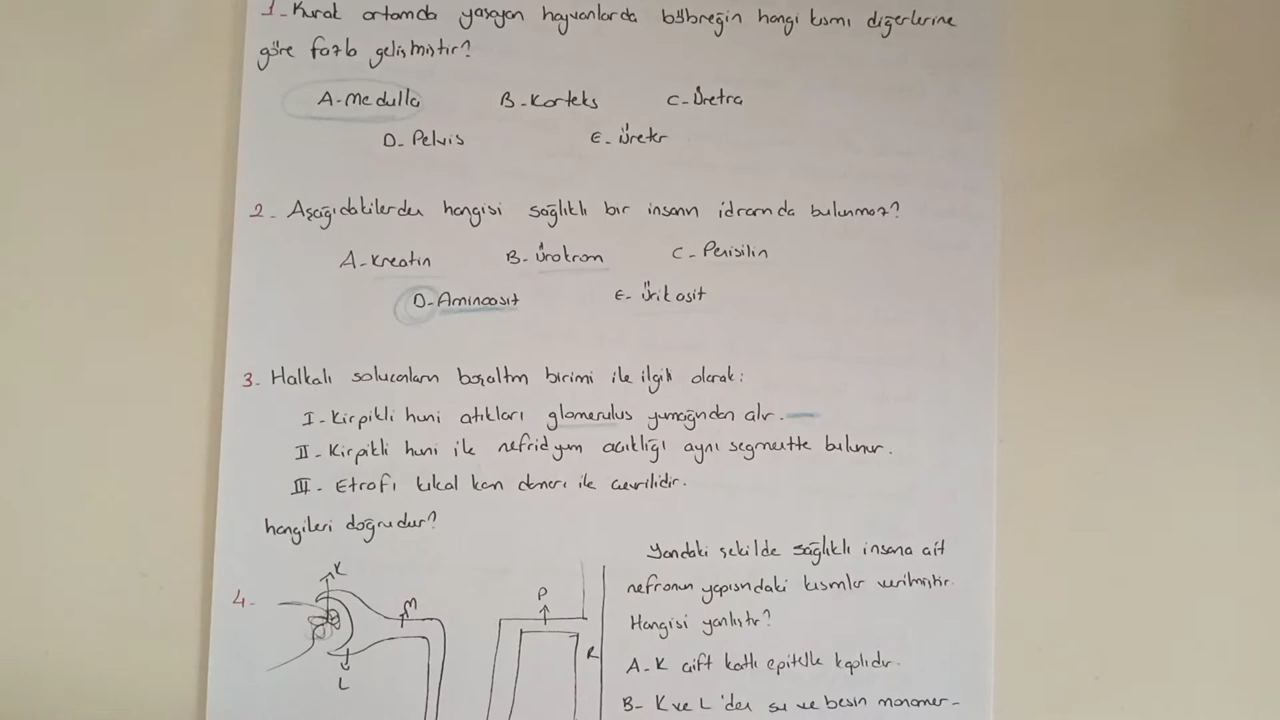 1- Kurak ortamda yaşayan hayvanlarda böbreğin hangi kısmı diğerlerine
göre fazla gelişmiştir?
A-Medulla B-Korteks C-Üretra
D-Pelvis E-Üreter
2- Aşağıdakilerden hangisi sağlıklı bir insanın idrarında bulunmaz?
A-Kreatin B-Ürokrom C-Penisilin
D-Aminoasit E-Ürikasit
3- Halkalı solucanların boşaltım birimi ile ilgili olarak:
I-Kirpikli huni atıkları glomerulus yumağından alır.
II-Kirpikli huni ile nefridyum açıklığı aynı segmentte bulunur.
III-Etrafı kılcal kan damarı ile çevrilidir.
hangileri doğrudur?
4-
K
M
L
P
R
Yandaki şekilde sağlıklı insana ait
nefronun yapısındaki kısımlar verilmiştir.
Hangisi yanlıştır?
A-K çift katlı epitelle kaplıdır.
B-K ve L'den su ve besin monomer-